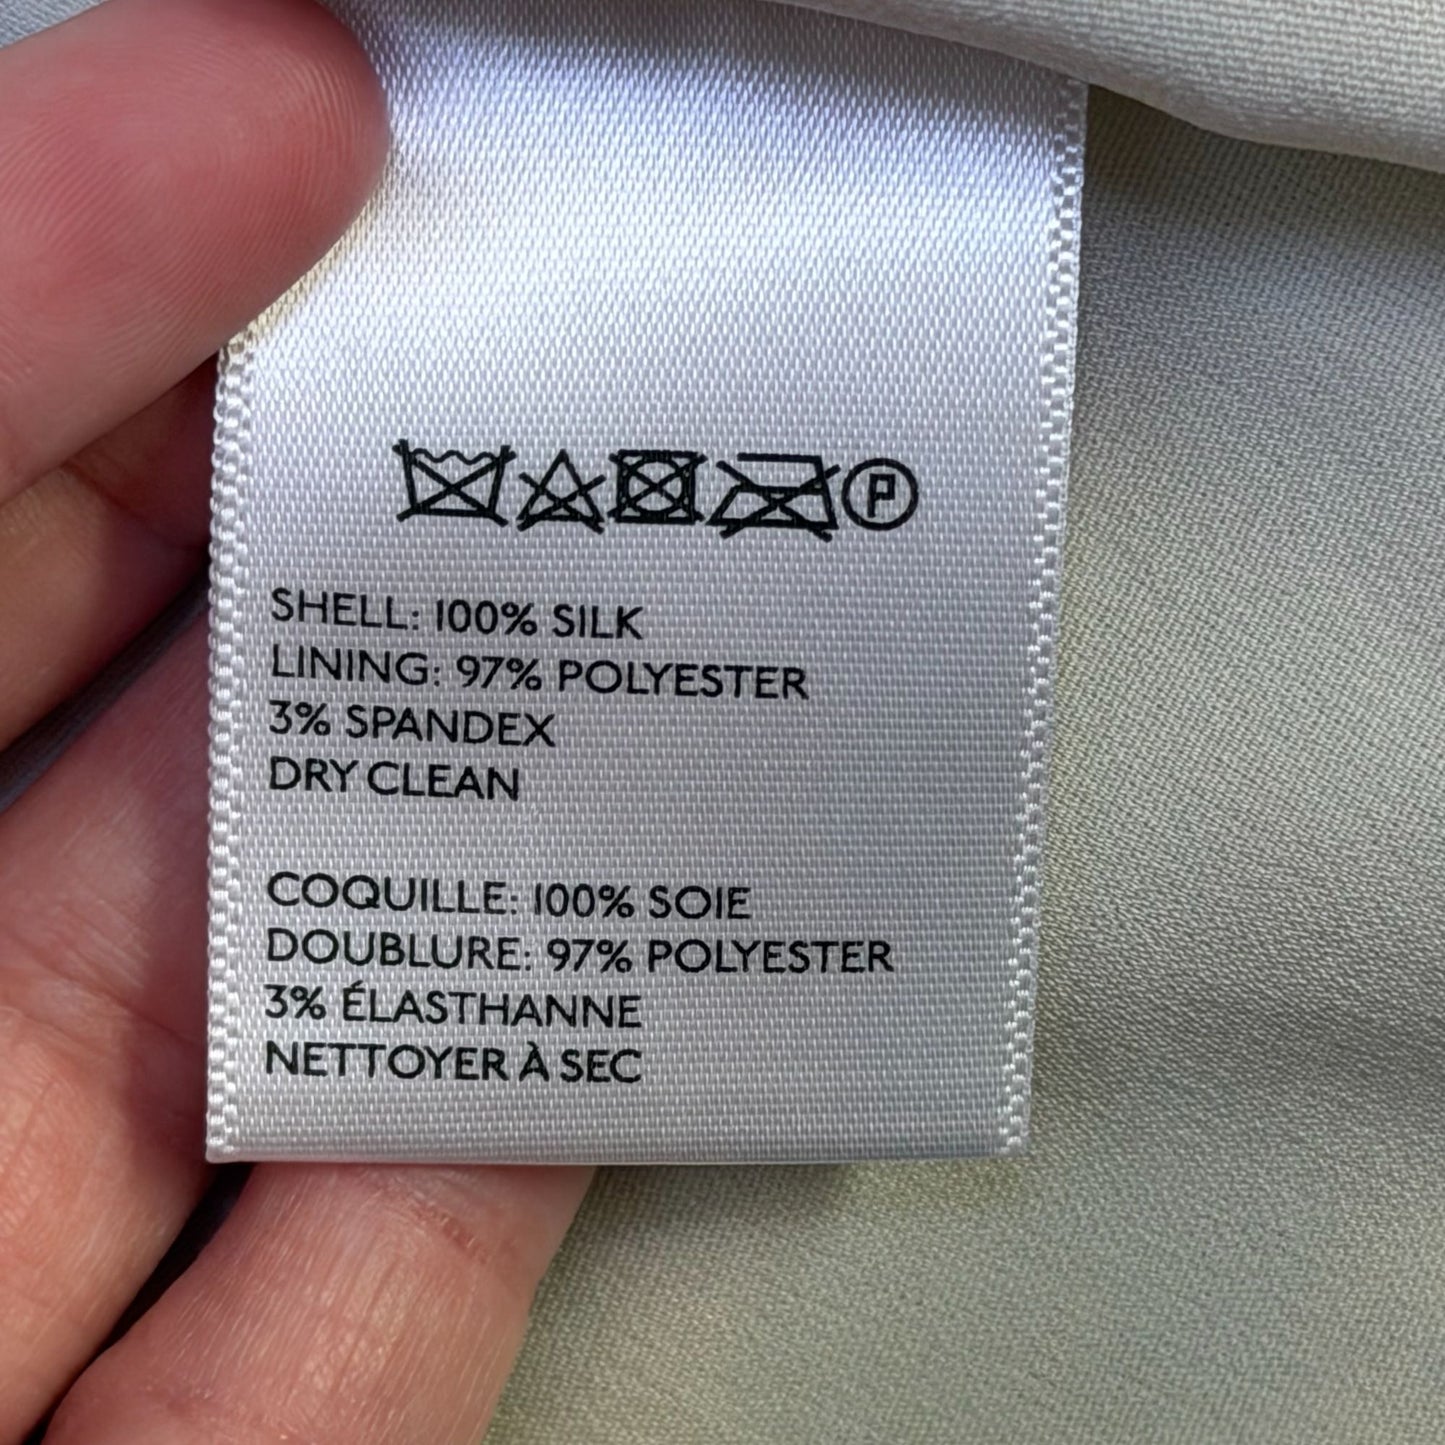 P
SHELL: 100% SILK
LINING: 97% POLYESTER
3% SPANDEX
DRY CLEAN
COQUILLE: 100% SOIE
DOUBLURE: 97% POLYESTER
3% ÉLASTHANNE
NETTOYER À SEC